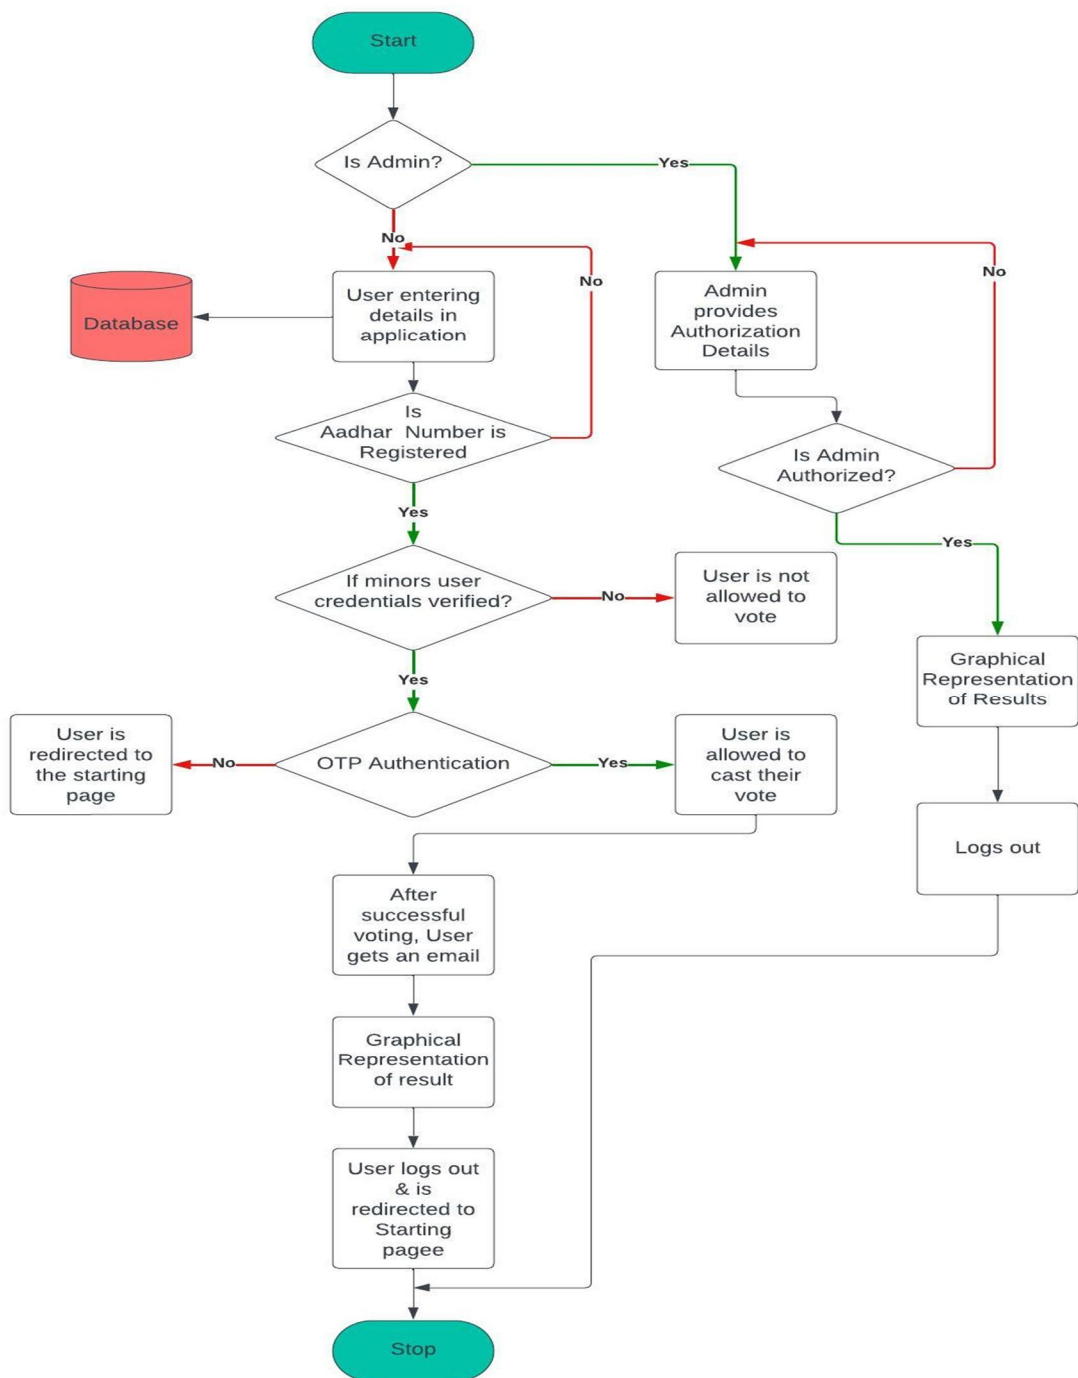 Start
Is Admin?
Yes
No
No
No
User entering
details in
application
Database
Admin
provides
Authorization
Details
Is
Aadhar Number is
Registered
Is Admin
Authorized?
Yes
Yes
If minors user
credentials verified?
No
User is not
allowed to
vote
Graphical
Representation
of Results
Yes
User is
redirected to
the starting
page
No
OTP Authentication
Yes
User is
allowed to
cast their
vote
Logs out
After
successful
voting, User
gets an email
Graphical
Representation
of result
User logs out
& is
redirected to
Starting
pagee
Stop